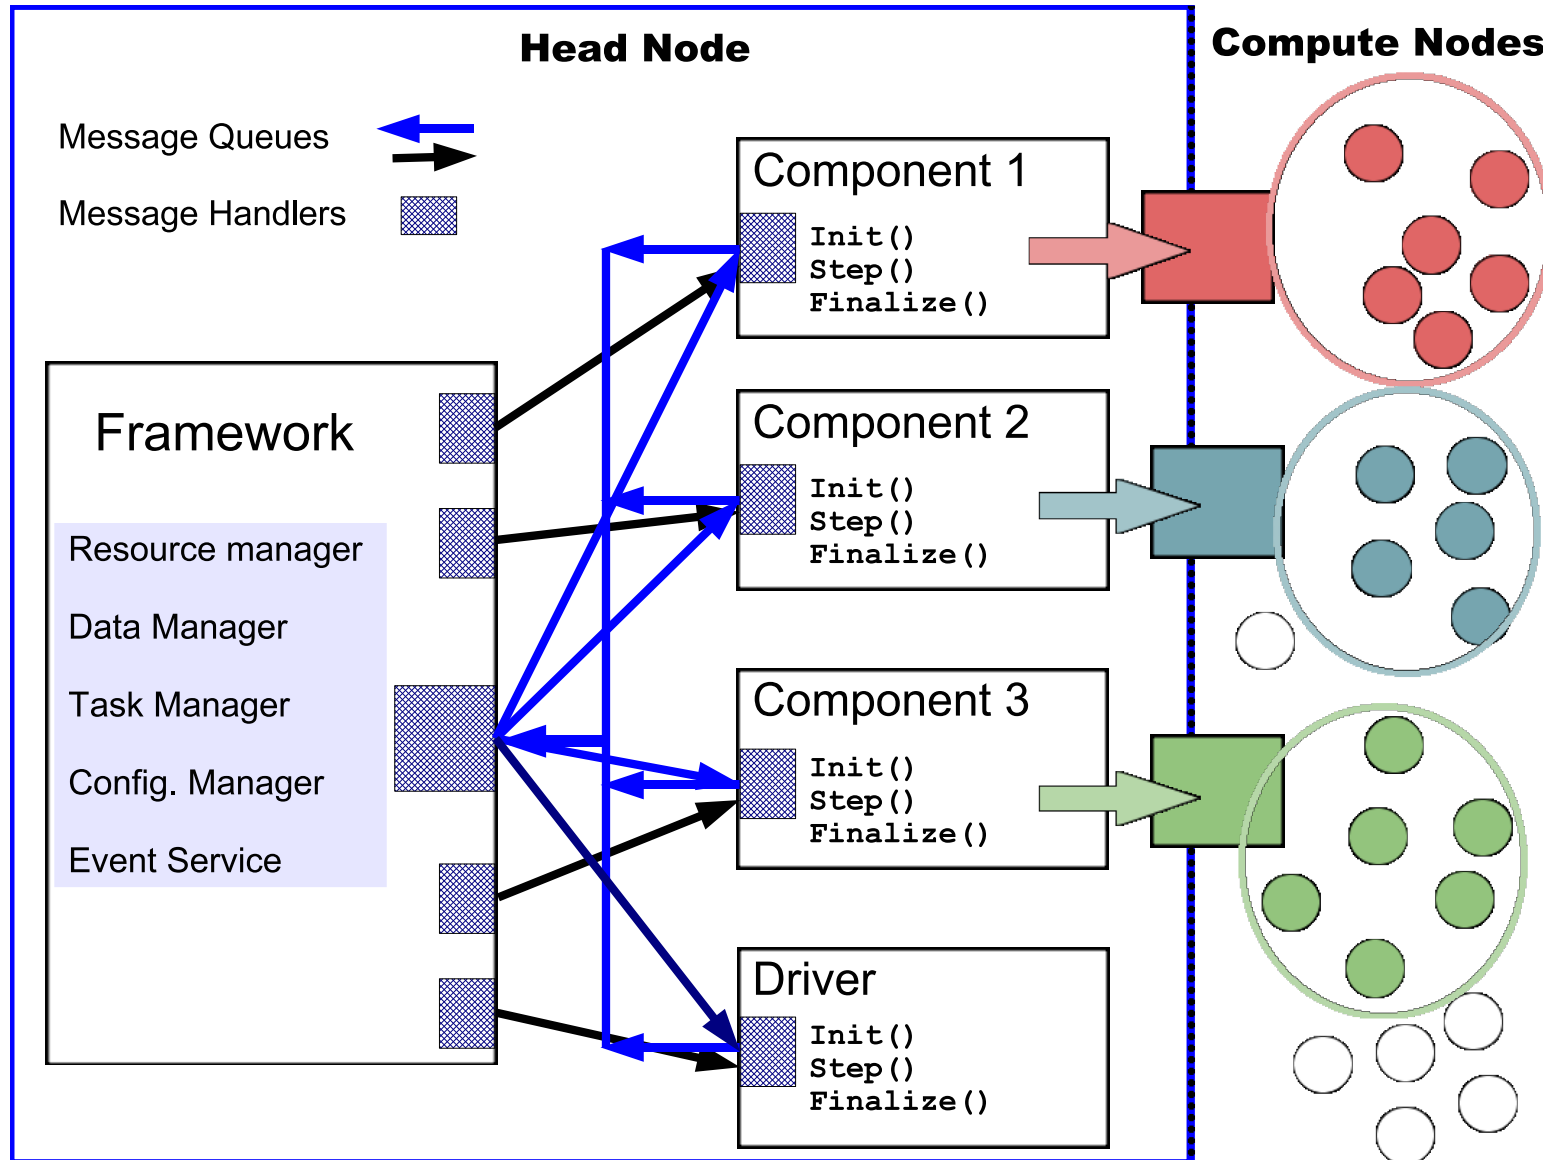 Head Node
Compute Nodes
Message Queues
Message Handlers
Component 1
Init()
Step()
Finalize()
Framework
Resource manager
Data Manager
Task Manager
Config. Manager
Event Service
Component 2
Init()
Step()
Finalize()
Component 3
Init()
Step()
Finalize()
Driver
Init()
Step()
Finalize()